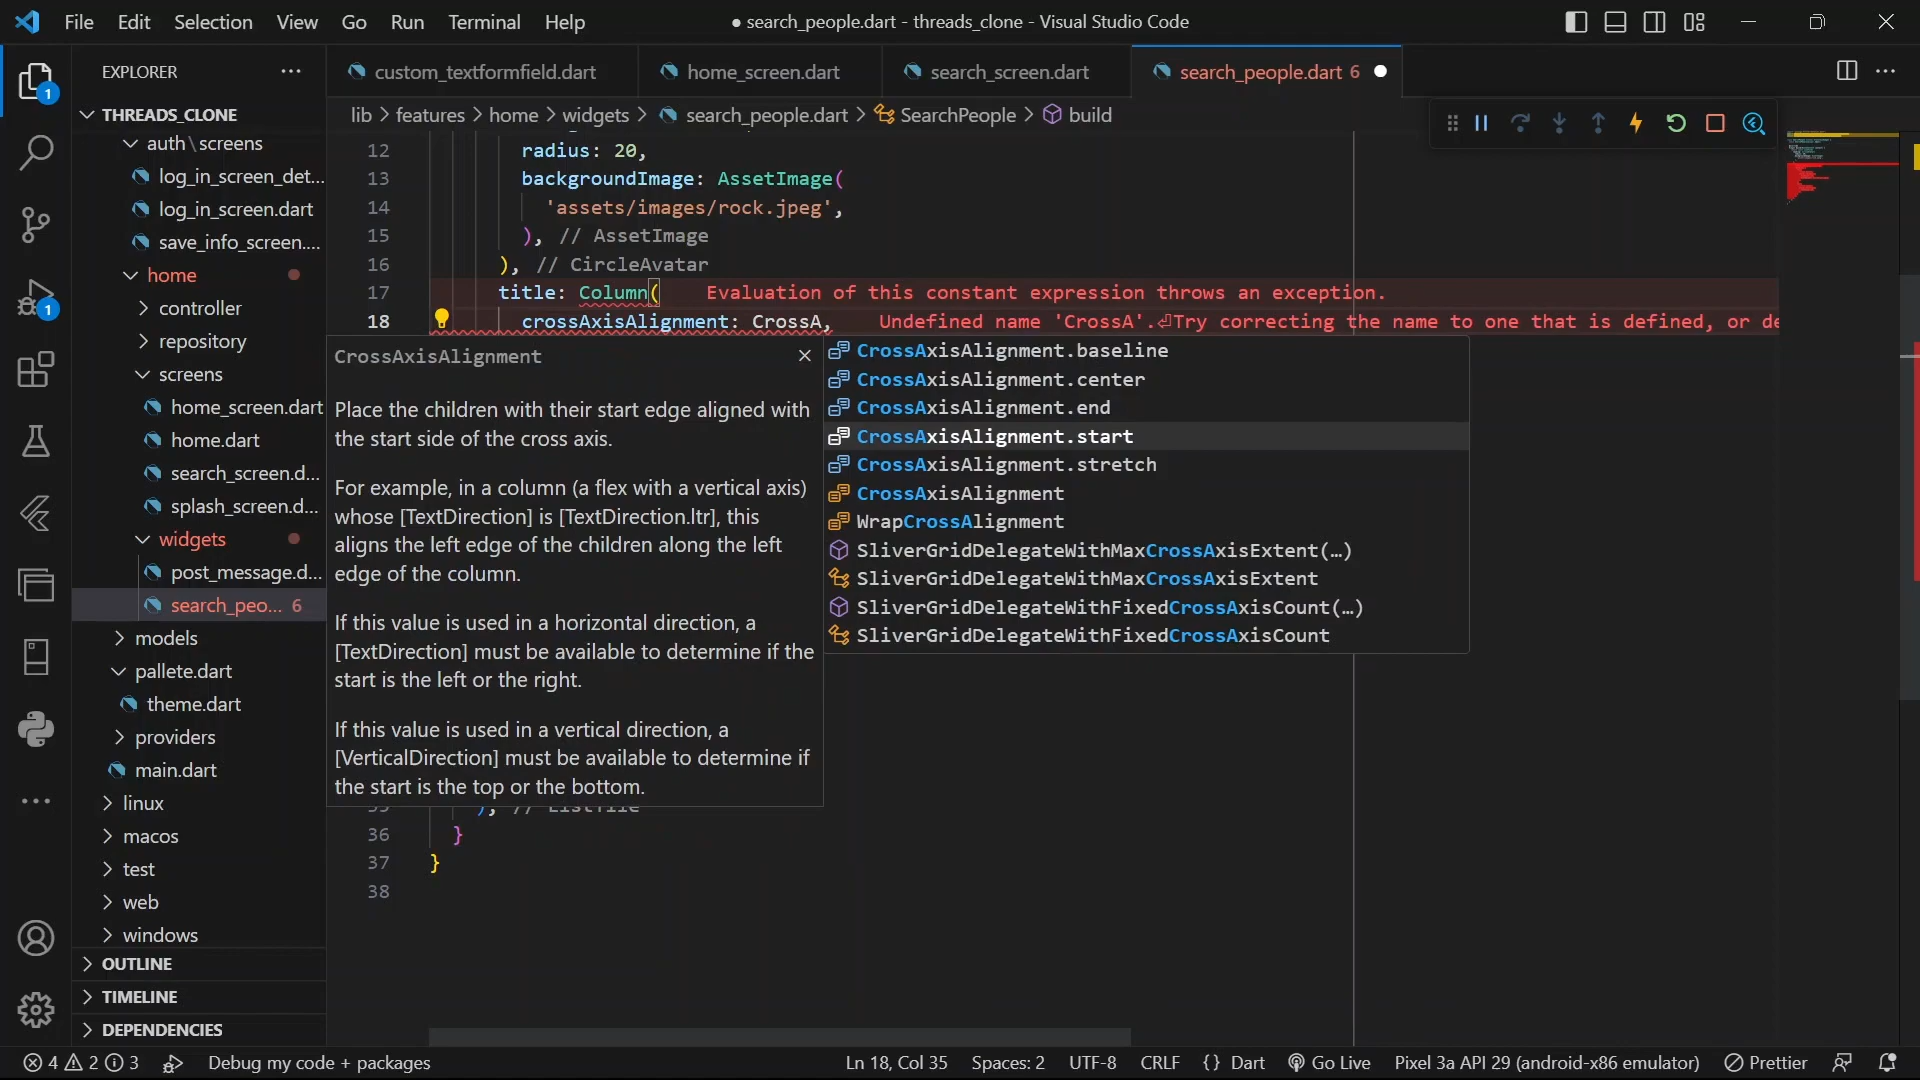 File Edit Selection View Go Run Terminal Help
● search_people.dart - threads_clone - Visual Studio Code
EXPLORER
custom_textformfield.dart
home_screen.dart
search_screen.dart
search_people.dart 6
1
THREADS_CLONE
lib > features > home > widgets > search_people.dart > SearchPeople > build
auth\screens
log_in_screen_det...
log_in_screen.dart
save_info_screen....
home
controller
repository
screens
home_screen.dart
home.dart
search_screen.d...
splash_screen.d...
widgets
post_message.d...
search_peo... 6
models
pallete.dart
theme.dart
providers
main.dart
linux
macos
test
web
windows
OUTLINE
TIMELINE
DEPENDENCIES
1
12 radius: 20,
13 backgroundImage: AssetImage(
14 'assets/images/rock.jpeg',
15 ), // AssetImage
16 ), // CircleAvatar
17 title: Column( Evaluation of this constant expression throws an exception.
18 crossAxisAlignment: CrossA, Undefined name 'CrossA'.⏎Try correcting the name to one that is defined, or de
CrossAxisAlignment
Place the children with their start edge aligned with
the start side of the cross axis.
For example, in a column (a flex with a vertical axis)
whose [TextDirection] is [TextDirection.ltr], this
aligns the left edge of the children along the left
edge of the column.
If this value is used in a horizontal direction, a
[TextDirection] must be available to determine if the
start is the left or the right.
If this value is used in a vertical direction, a
[VerticalDirection] must be available to determine if
the start is the top or the bottom.
CrossAxisAlignment.baseline
CrossAxisAlignment.center
CrossAxisAlignment.end
CrossAxisAlignment.start
CrossAxisAlignment.stretch
CrossAxisAlignment
WrapCrossAlignment
SliverGridDelegateWithMaxCrossAxisExtent(…)
SliverGridDelegateWithMaxCrossAxisExtent
SliverGridDelegateWithFixedCrossAxisCount(…)
SliverGridDelegateWithFixedCrossAxisCount
35 ); // ListTile
36 }
37 }
38
4 2 3 Debug my code + packages
Ln 18, Col 35 Spaces: 2 UTF-8 CRLF {} Dart Go Live Pixel 3a API 29 (android-x86 emulator) Prettier